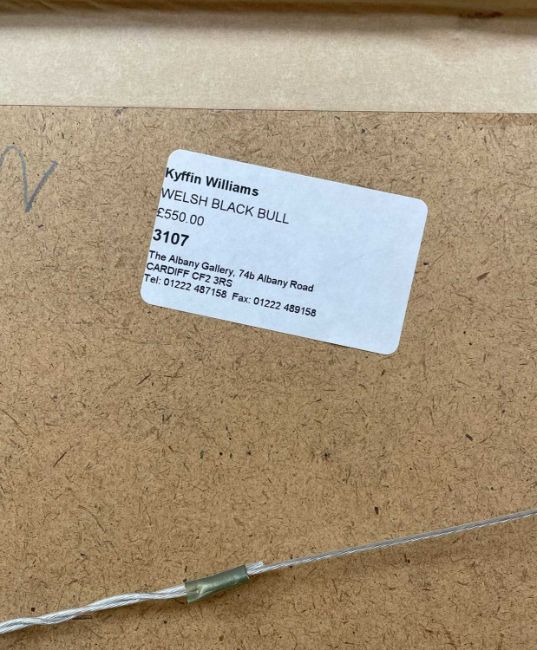 Kyffin Williams
WELSH BLACK BULL
£550.00
3107
The Albany Gallery, 74b Albany Road
CARDIFF CF2 3RS
Tel: 01222 487158 Fax: 01222 489158